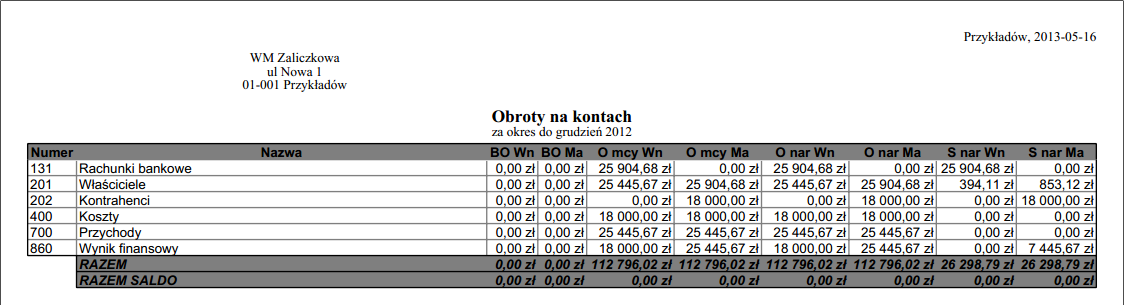 Przykładów, 2013-05-16
WM Zaliczkowa
ul Nowa 1
01-001 Przykładów
Obroty na kontach
za okres do grudzień 2012
Numer Nazwa BO Wn BO Ma O mcy Wn O mcy Ma O nar Wn O nar Ma S nar Wn S nar Ma
131 Rachunki bankowe 0,00 zł 0,00 zł 25 904,68 zł 0,00 zł 25 904,68 zł 0,00 zł 25 904,68 zł 0,00 zł
201 Właściciele 0,00 zł 0,00 zł 25 445,67 zł 25 904,68 zł 25 445,67 zł 25 904,68 zł 394,11 zł 853,12 zł
202 Kontrahenci 0,00 zł 0,00 zł 0,00 zł 18 000,00 zł 0,00 zł 18 000,00 zł 0,00 zł 18 000,00 zł
400 Koszty 0,00 zł 0,00 zł 18 000,00 zł 18 000,00 zł 18 000,00 zł 18 000,00 zł 0,00 zł 0,00 zł
700 Przychody 0,00 zł 0,00 zł 25 445,67 zł 25 445,67 zł 25 445,67 zł 25 445,67 zł 0,00 zł 0,00 zł
860 Wynik finansowy 0,00 zł 0,00 zł 18 000,00 zł 25 445,67 zł 18 000,00 zł 25 445,67 zł 0,00 zł 7 445,67 zł
RAZEM 0,00 zł 0,00 zł 112 796,02 zł 112 796,02 zł 112 796,02 zł 112 796,02 zł 26 298,79 zł 26 298,79 zł
RAZEM SALDO 0,00 zł 0,00 zł 0,00 zł 0,00 zł 0,00 zł 0,00 zł 0,00 zł 0,00 zł